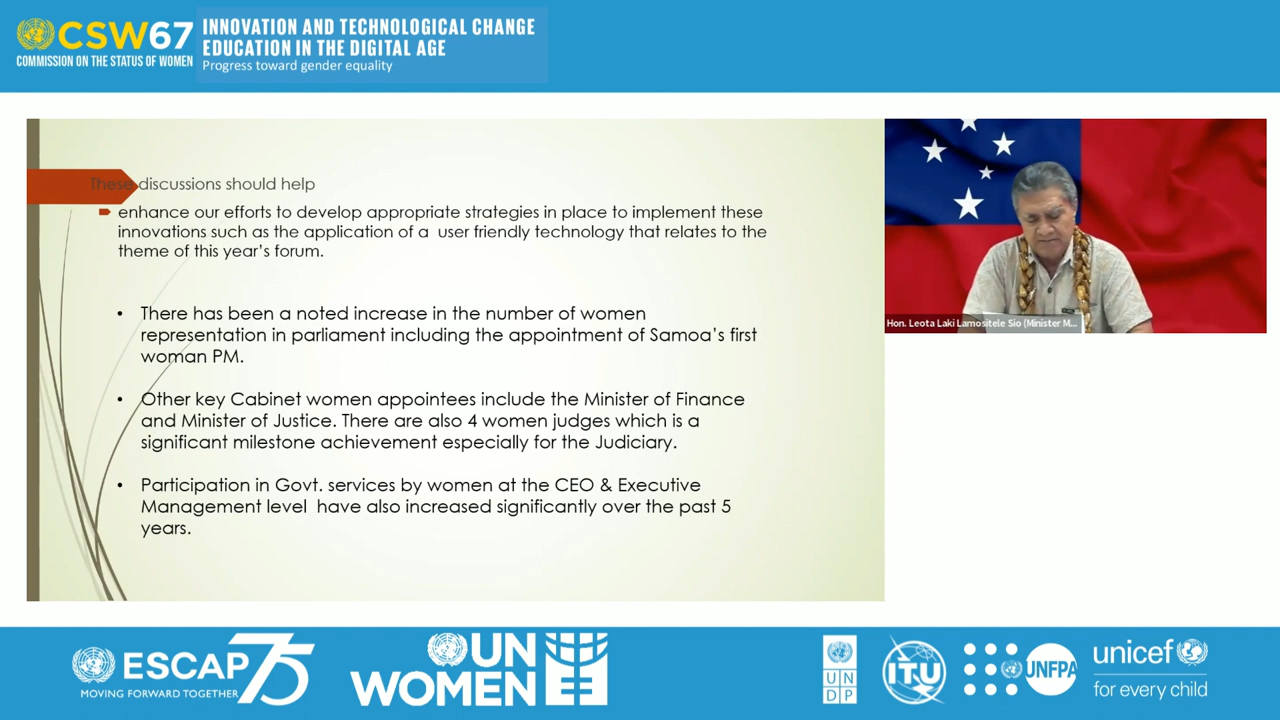 CSW67
COMMISSION ON THE STATUS OF WOMEN
INNOVATION AND TECHNOLOGICAL CHANGE
EDUCATION IN THE DIGITAL AGE
Progress toward gender equality
These discussions should help
enhance our efforts to develop appropriate strategies in place to implement these
innovations such as the application of a user friendly technology that relates to the
theme of this year's forum.
• There has been a noted increase in the number of women
representation in parliament including the appointment of Samoa's first
woman PM.
• Other key Cabinet women appointees include the Minister of Finance
and Minister of Justice. There are also 4 women judges which is a
significant milestone achievement especially for the Judiciary.
• Participation in Govt. services by women at the CEO & Executive
Management level have also increased significantly over the past 5
years.
Hon. Leota Laki Lamositele Sio (Minister M...
ESCAP 75
MOVING FORWARD TOGETHER
UN
WOMEN
U N
D P
ITU
UNFPA
unicef
for every child